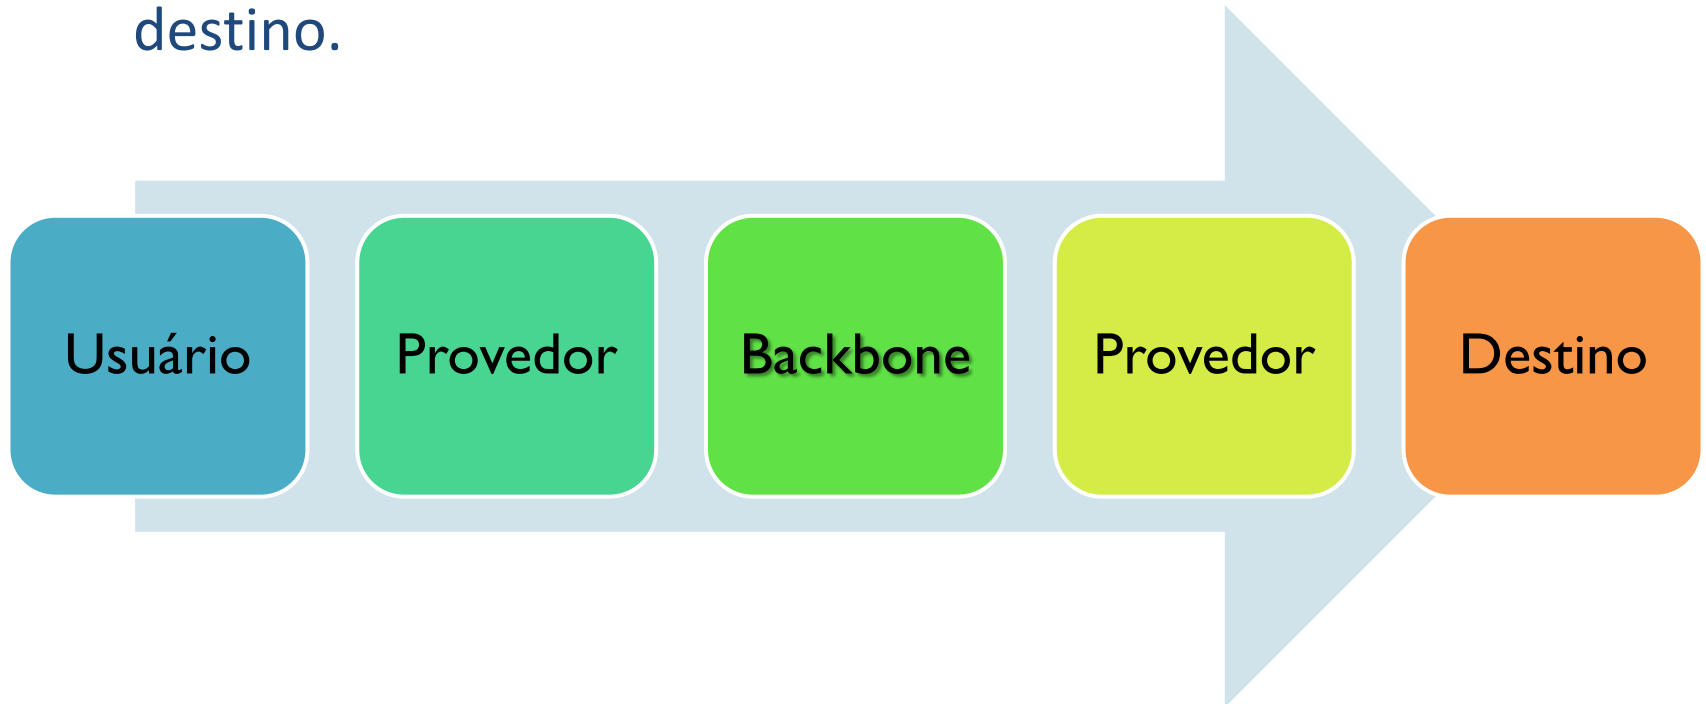 destino.
Usuário
Provedor
Backbone
Provedor
Destino